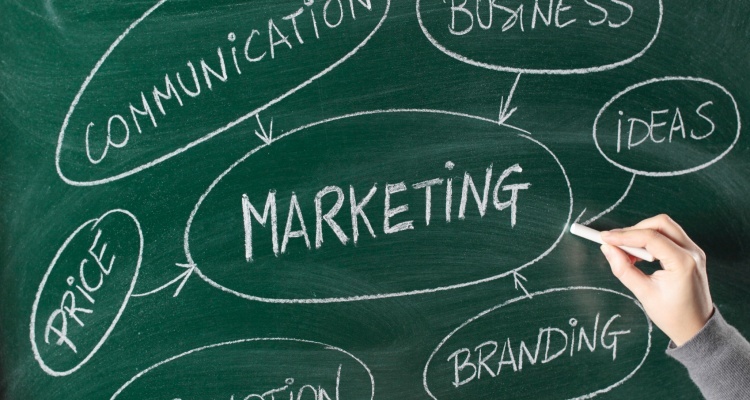 COMMUNICATION
BUSINESS
IDEAS
MARKETING
PRICE
BRANDING